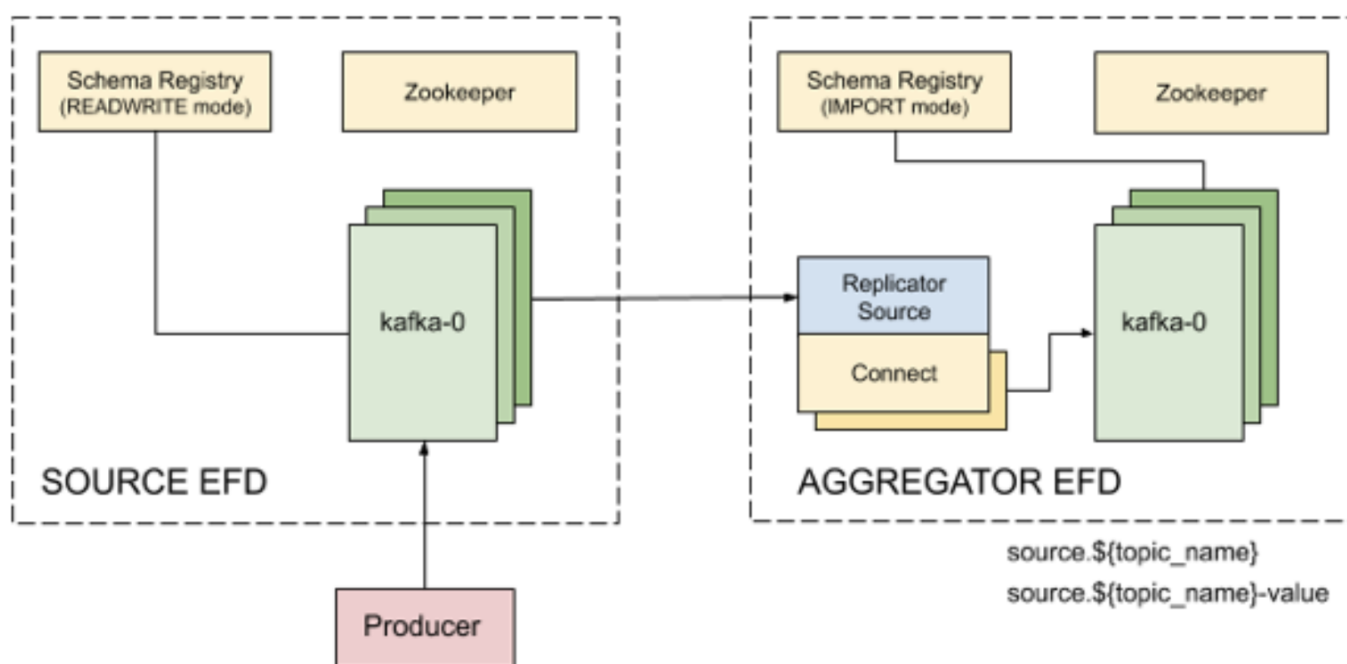 Schema Registry
(READWRITE mode)
Zookeeper
kafka-0
SOURCE EFD
Producer
Schema Registry
(IMPORT mode)
Zookeeper
Replicator
Source
Connect
kafka-0
AGGREGATOR EFD
source.${topic_name}
source.${topic_name}-value